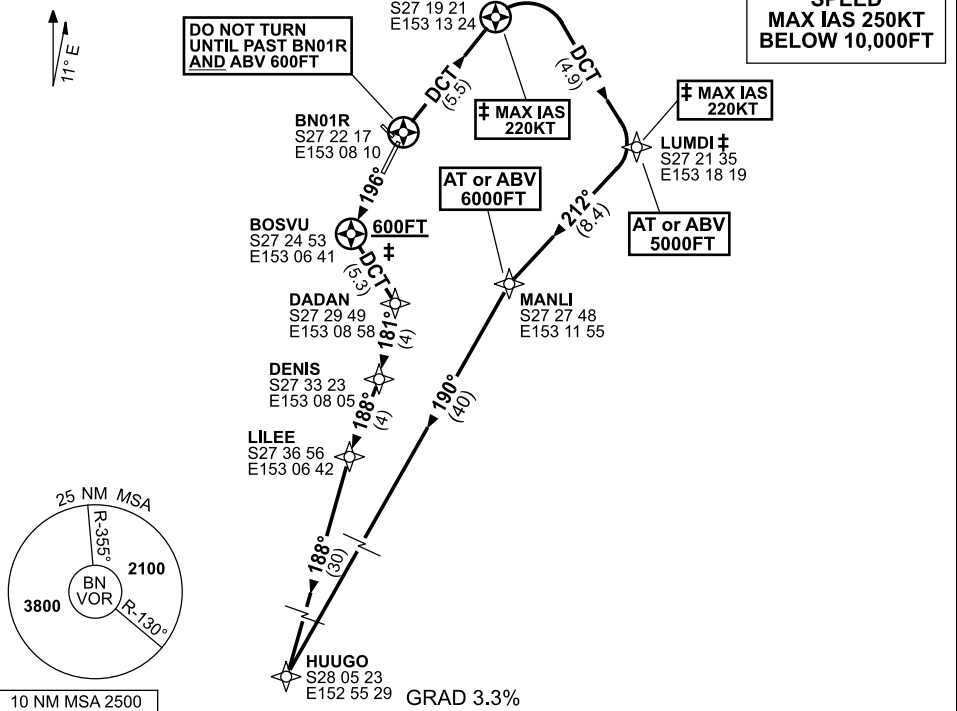 SPEED
MAX IAS 250KT
BELOW 10,000FT
S27 19 21
E153 13 24
11° E
DO NOT TURN
UNTIL PAST BN01R
AND ABV 600FT
DCT
(5.5)
DCT
(4.9)
‡ MAX IAS
220KT
‡ MAX IAS
220KT
BN01R
S27 22 17
E153 08 10
LUMDI ‡
S27 21 35
E153 18 19
196°
AT or ABV
6000FT
212°
(8.4)
AT or ABV
5000FT
BOSVU
S27 24 53
E153 06 41
600FT
‡
DCT
(5.3)
DADAN
S27 29 49
E153 08 58
MANLI
S27 27 48
E153 11 55
181°
(4)
DENIS
S27 33 23
E153 08 05
188°
(4)
190°
(40)
LILEE
S27 36 56
E153 06 42
188°
(30)
25 NM MSA
R-355°
2100
BN
VOR
3800
R-130°
HUUGO
S28 05 23
E152 55 29
GRAD 3.3%
10 NM MSA 2500